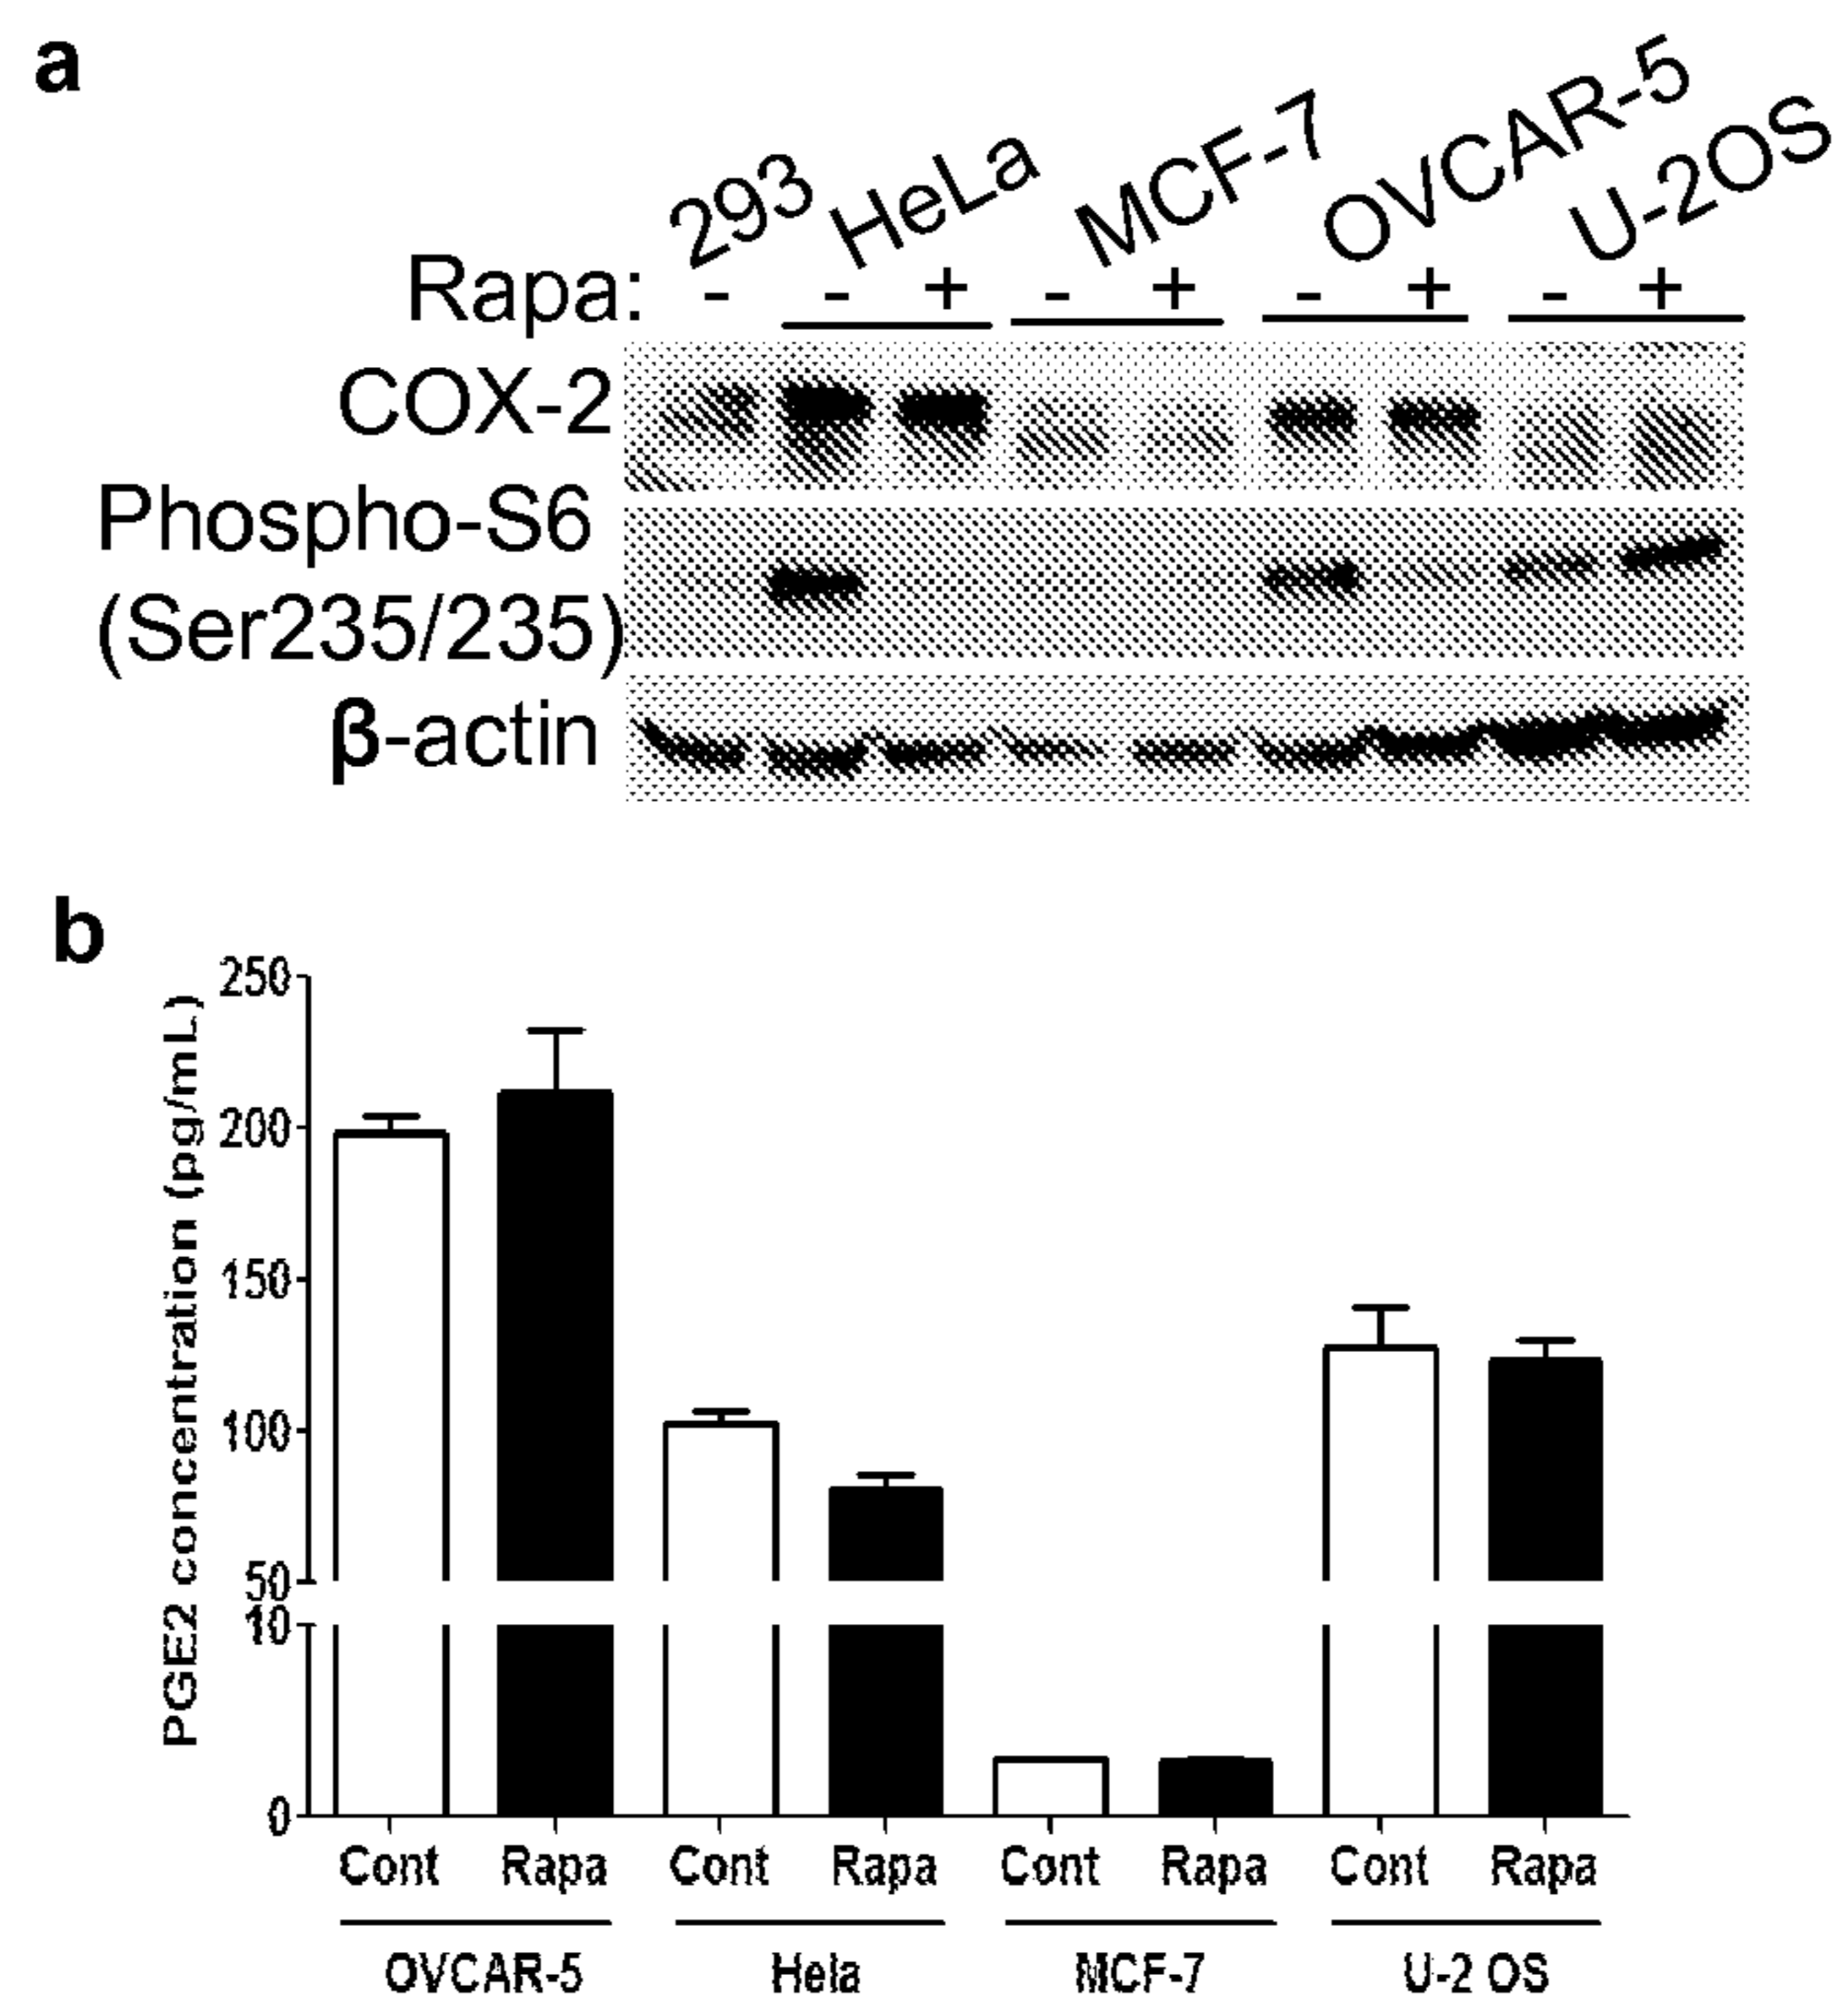 a
293 HeLa MCF-7 OVCAR-5 U-2OS
Rapa: - - + - + - + - +
COX-2
Phospho-S6
(Ser235/235)
β-actin
b
PGE2 concentration (pg/mL)
250
200
150
100
50
10
0
Cont Rapa Cont Rapa Cont Rapa Cont Rapa
OVCAR-5 Hela MCF-7 U-2 OS